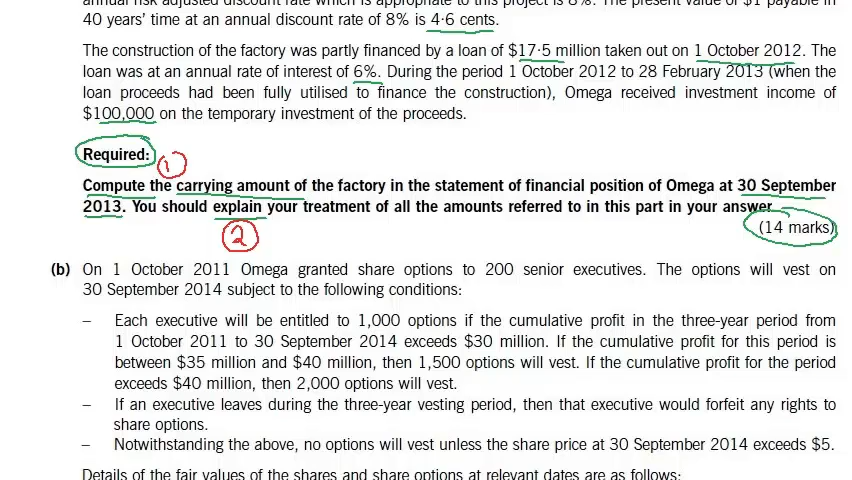 annual risk adjusted discount rate which is appropriate to this project is 8%. The present value of $1 payable in
40 years' time at an annual discount rate of 8% is 4·6 cents.
The construction of the factory was partly financed by a loan of $17·5 million taken out on 1 October 2012. The
loan was at an annual rate of interest of 6%. During the period 1 October 2012 to 28 February 2013 (when the
loan proceeds had been fully utilised to finance the construction), Omega received investment income of
$100,000 on the temporary investment of the proceeds.
Required:
1
Compute the carrying amount of the factory in the statement of financial position of Omega at 30 September
2013. You should explain your treatment of all the amounts referred to in this part in your answer.
2
(14 marks)
(b) On 1 October 2011 Omega granted share options to 200 senior executives. The options will vest on
30 September 2014 subject to the following conditions:
– Each executive will be entitled to 1,000 options if the cumulative profit in the three-year period from
1 October 2011 to 30 September 2014 exceeds $30 million. If the cumulative profit for this period is
between $35 million and $40 million, then 1,500 options will vest. If the cumulative profit for the period
exceeds $40 million, then 2,000 options will vest.
– If an executive leaves during the three-year vesting period, then that executive would forfeit any rights to
share options.
– Notwithstanding the above, no options will vest unless the share price at 30 September 2014 exceeds $5.
Details of the fair values of the shares and share options at relevant dates are as follows: